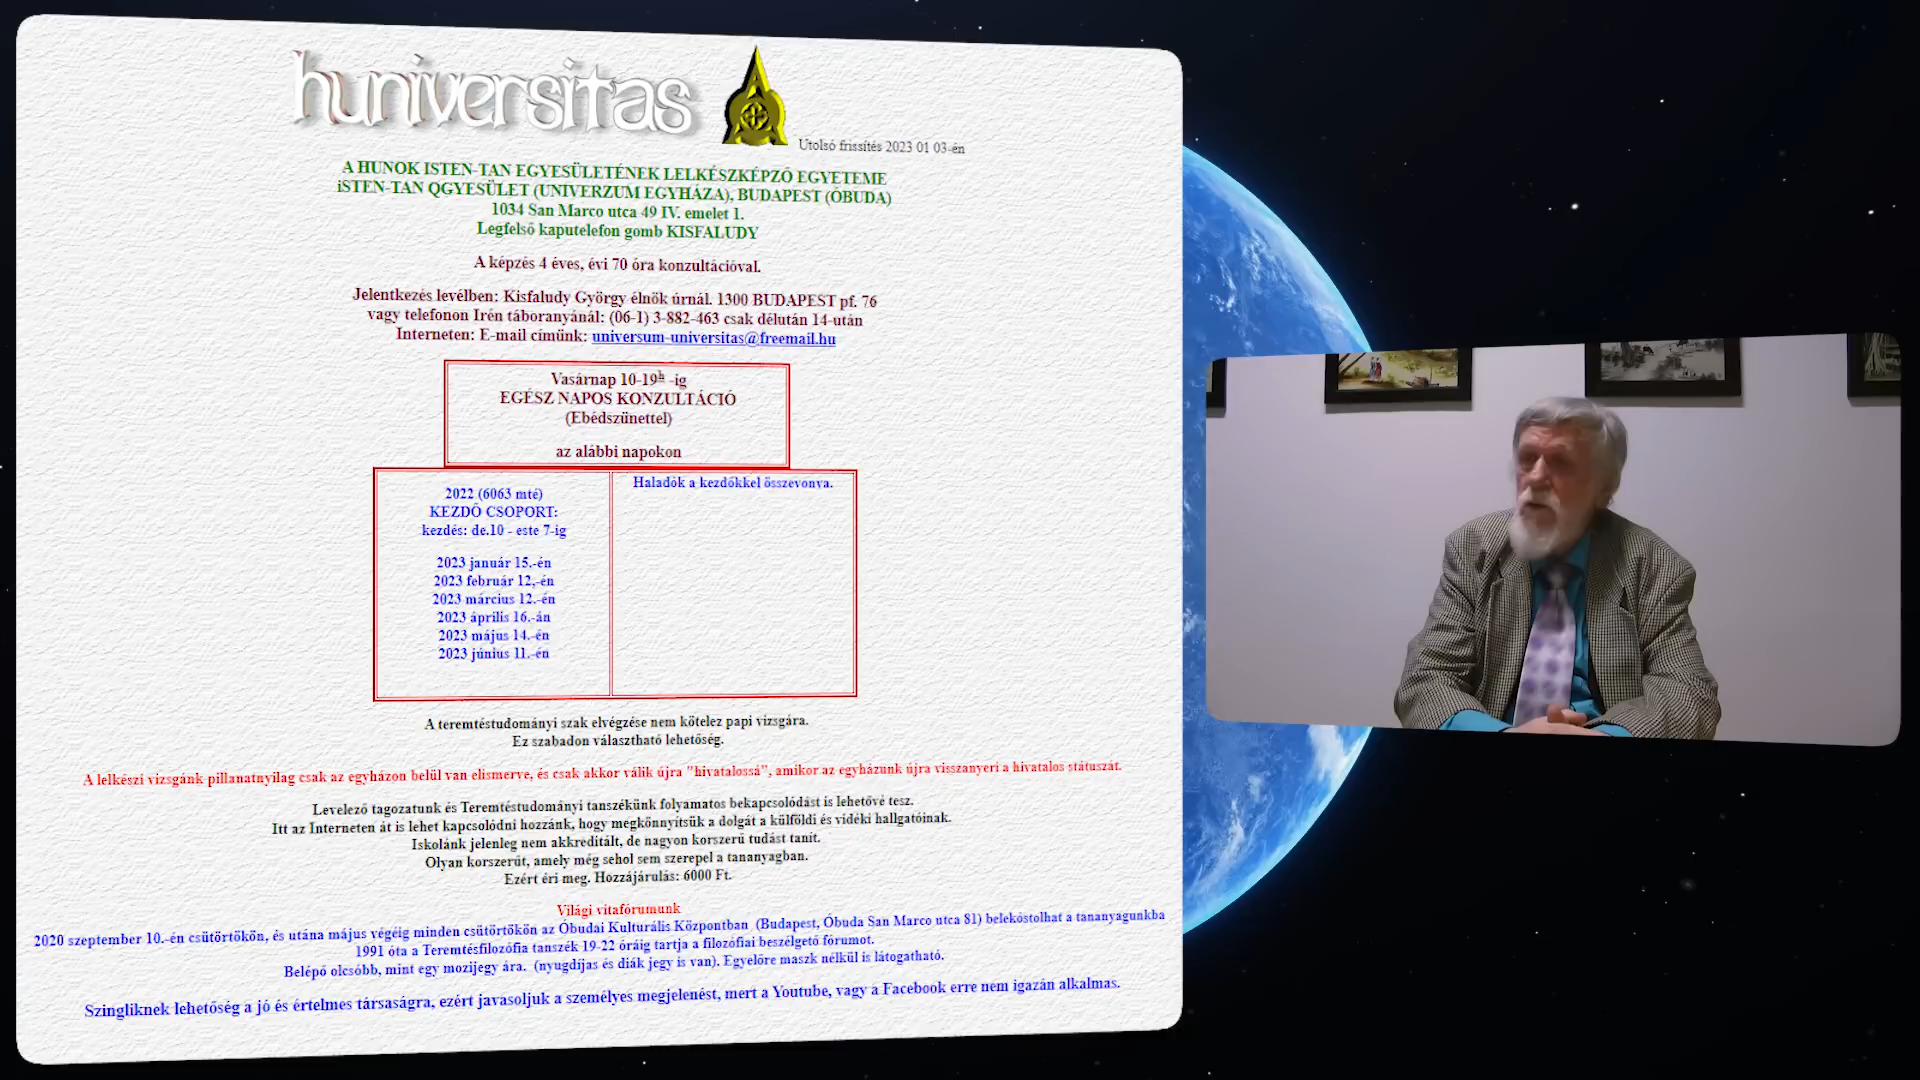 huniversitas
Utolsó frissítés 2023 01 03-én
A HUNOK ISTEN-TAN EGYESÜLETÉNEK LELKÉSZKÉPZŐ EGYETEME
iSTEN-TAN QGYESÜLET (UNIVERZUM EGYHÁZA), BUDAPEST (ÓBUDA)
1034 San Marco utca 49 IV. emelet 1.
Legfelső kaputelefon gomb KISFALUDY
A képzés 4 éves, évi 70 óra konzultációval.
Jelentkezés levélben: Kisfaludy György élnök úrnál. 1300 BUDAPEST pf. 76
vagy telefonon Irén táboranyánál: (06-1) 3-882-463 csak délután 14-után
Interneten: E-mail címünk: universum-universitas@freemail.hu
Vasárnap 10-19h -ig
EGÉSZ NAPOS KONZULTÁCIÓ
(Ebédszünettel)
az alábbi napokon
2022 (6063 mté)
KEZDŐ CSOPORT:
kezdés: de.10 - este 7-ig
2023 január 15.-én
2023 február 12,-én
2023 március 12.-én
2023 április 16.-án
2023 május 14.-én
2023 június 11.-én
Haladók a kezdőkkel összevonva.
A teremtéstudományi szak elvégzése nem kötelez papi vizsgára.
Ez szabadon választható lehetőség.
A lelkészi vizsgánk pillanatnyilag csak az egyházon belül van elismerve, és csak akkor válik újra "hivatalossá", amikor az egyházunk újra visszanyeri a hivatalos státuszát.
Levelező tagozatunk és Teremtéstudományi tanszékünk folyamatos bekapcsolódást is lehetővé tesz.
Itt az Interneten át is lehet kapcsolódni hozzánk, hogy megkönnyítsük a dolgát a külföldi és vidéki hallgatóinak.
Iskolánk jelenleg nem akkreditált, de nagyon korszerű tudást tanít.
Olyan korszerűt, amely még sehol sem szerepel a tananyagban.
Ezért éri meg. Hozzájárulás: 6000 Ft.
Világi vitafórumunk
2020 szeptember 10.-én csütörtökön, és utána május végéig minden csütörtökön az Óbudai Kulturális Központban (Budapest, Óbuda San Marco utca 81) belekóstolhat a tananyagunkba
1991 óta a Teremtésfilozófia tanszék 19-22 óráig tartja a filozófiai beszélgető fórumot.
Belépő olcsóbb, mint egy mozijegy ára. (nyugdíjas és diák jegy is van). Egyelőre maszk nélkül is látogatható.
Szingliknek lehetőség a jó és értelmes társaságra, ezért javasoljuk a személyes megjelenést, mert a Youtube, vagy a Facebook erre nem igazán alkalmas.